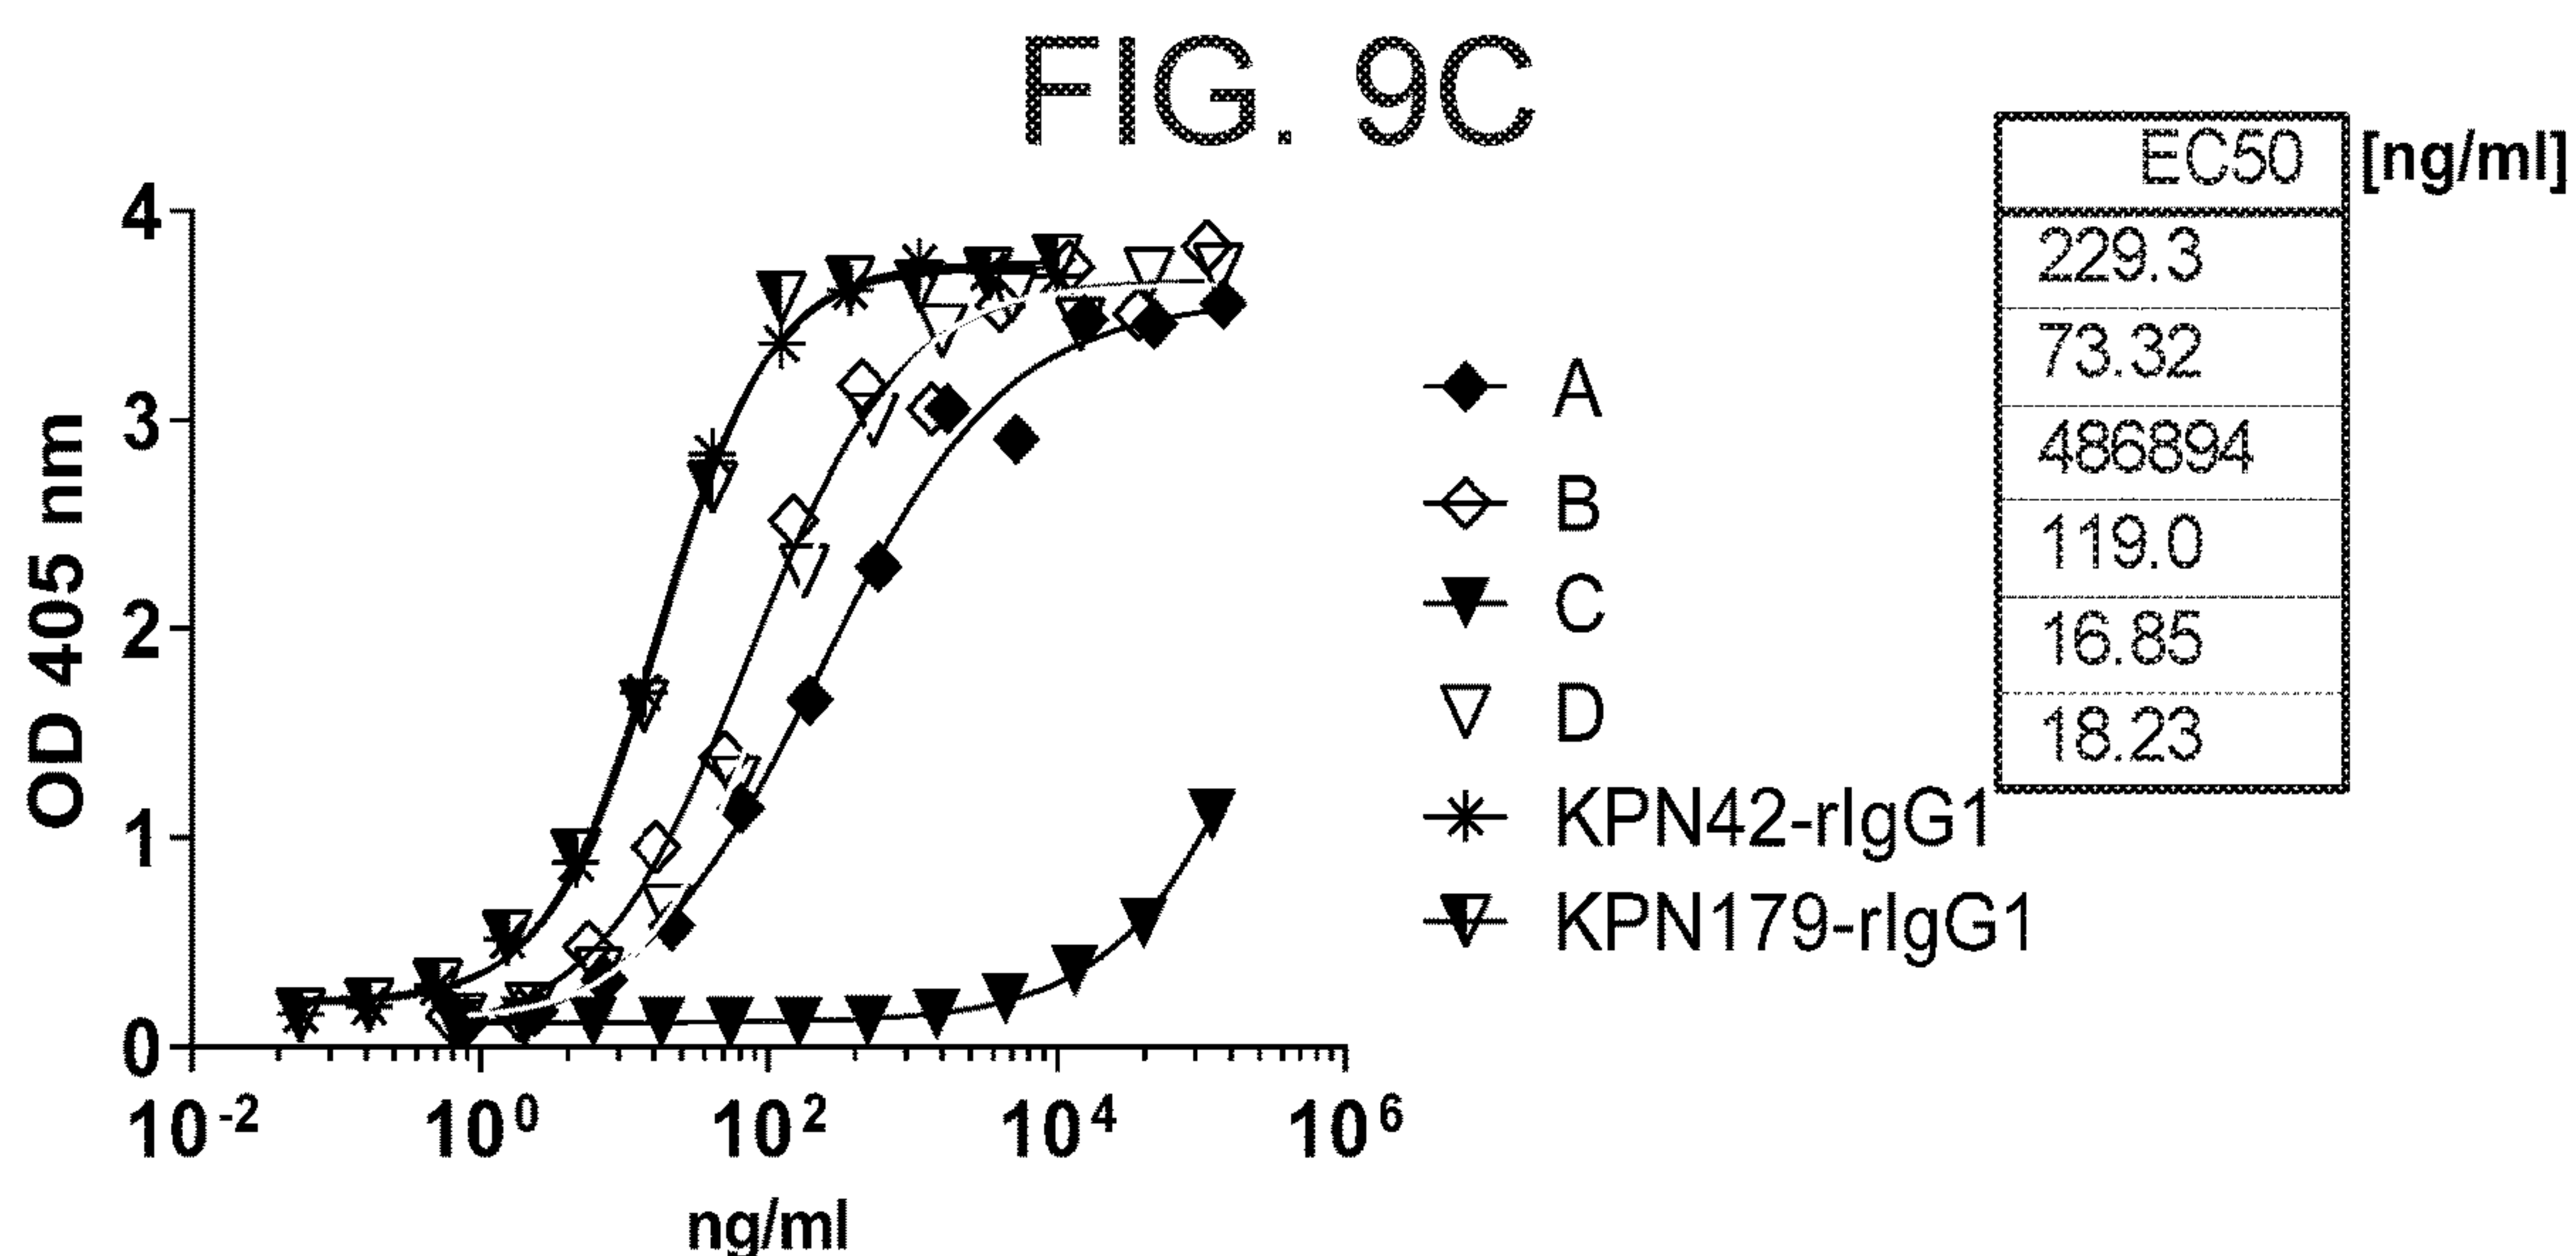 FIG. 9C
EC50 [ng/ml]
229.3
73.32
486894
119.0
16.85
18.23
OD 405 nm
4
3
2
1
0
10-2 100 102 104 106
ng/ml
A
B
C
D
KPN42-rIgG1
KPN179-rIgG1